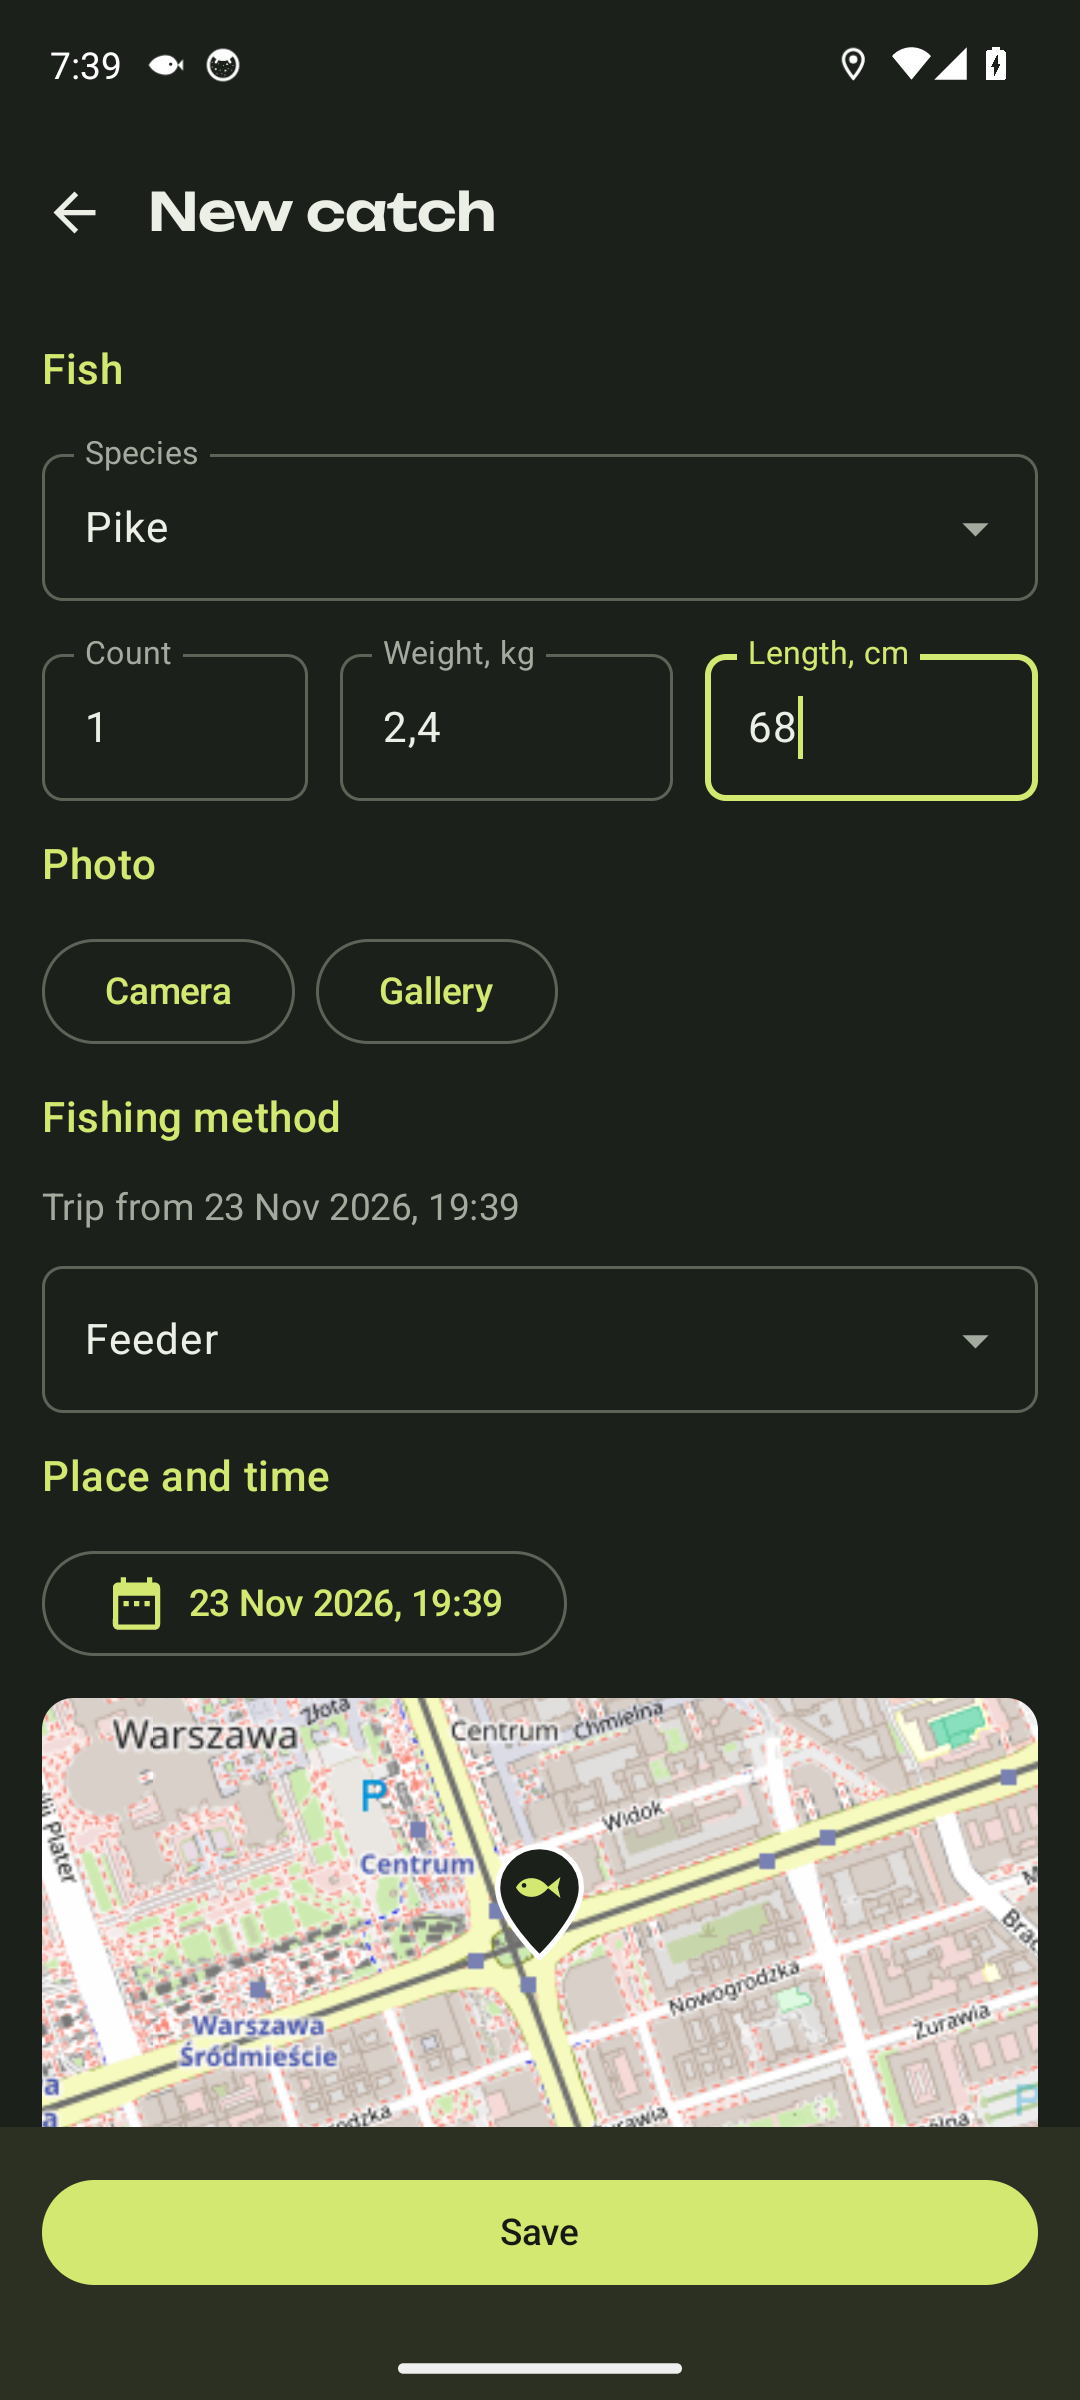 7:39
New catch
Fish
Species
Pike
Count
Weight, kg
Length, cm
1
2,4
68
Photo
Camera
Gallery
Fishing method
Trip from 23 Nov 2026, 19:39
Feeder
Place and time
23 Nov 2026, 19:39
Złota
Warszawa
Centrum
Chmielna
P
Widok
Plater
Centrum
Nowogrodzka
Żurawia
Warszawa
Śródmieście
Save